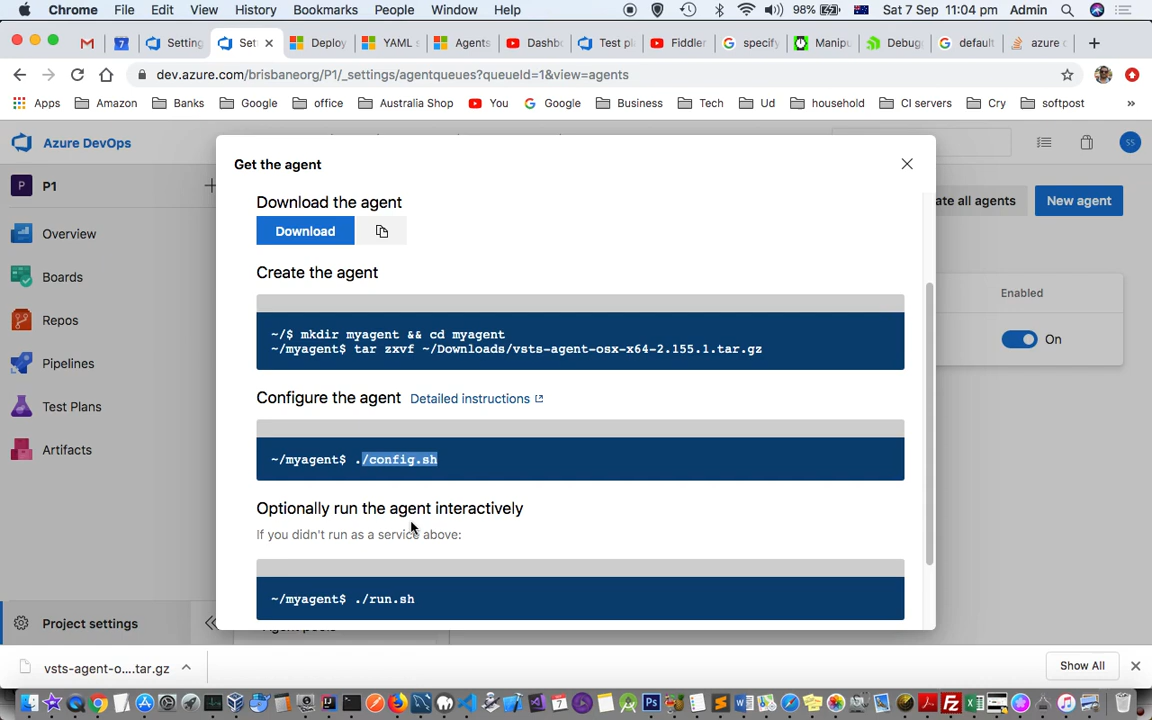 Chrome File Edit View History Bookmarks People Window Help 98% Sat 7 Sep 11:04 pm Admin
Setting Set Deploy YAML s Agents Dashb Test pl Fiddler specify Manipu Debug default azure c
dev.azure.com/brisbaneorg/P1/_settings/agentqueues?queueId=1&view=agents
Apps Amazon Banks Google office Australia Shop You Google Business Tech Ud household CI servers Cry softpost »
Azure DevOps
SS
Get the agent
P P1
ate all agents New agent
Download the agent
Download
Overview
Create the agent
Boards
Enabled
~/$ mkdir myagent && cd myagent
~/myagent$ tar zxvf ~/Downloads/vsts-agent-osx-x64-2.155.1.tar.gz
On
Repos
Pipelines
Configure the agent Detailed instructions
Test Plans
Artifacts
~/myagent$ ./config.sh
Optionally run the agent interactively
If you didn't run as a service above:
~/myagent$ ./run.sh
Project settings
vsts-agent-o....tar.gz
Show All